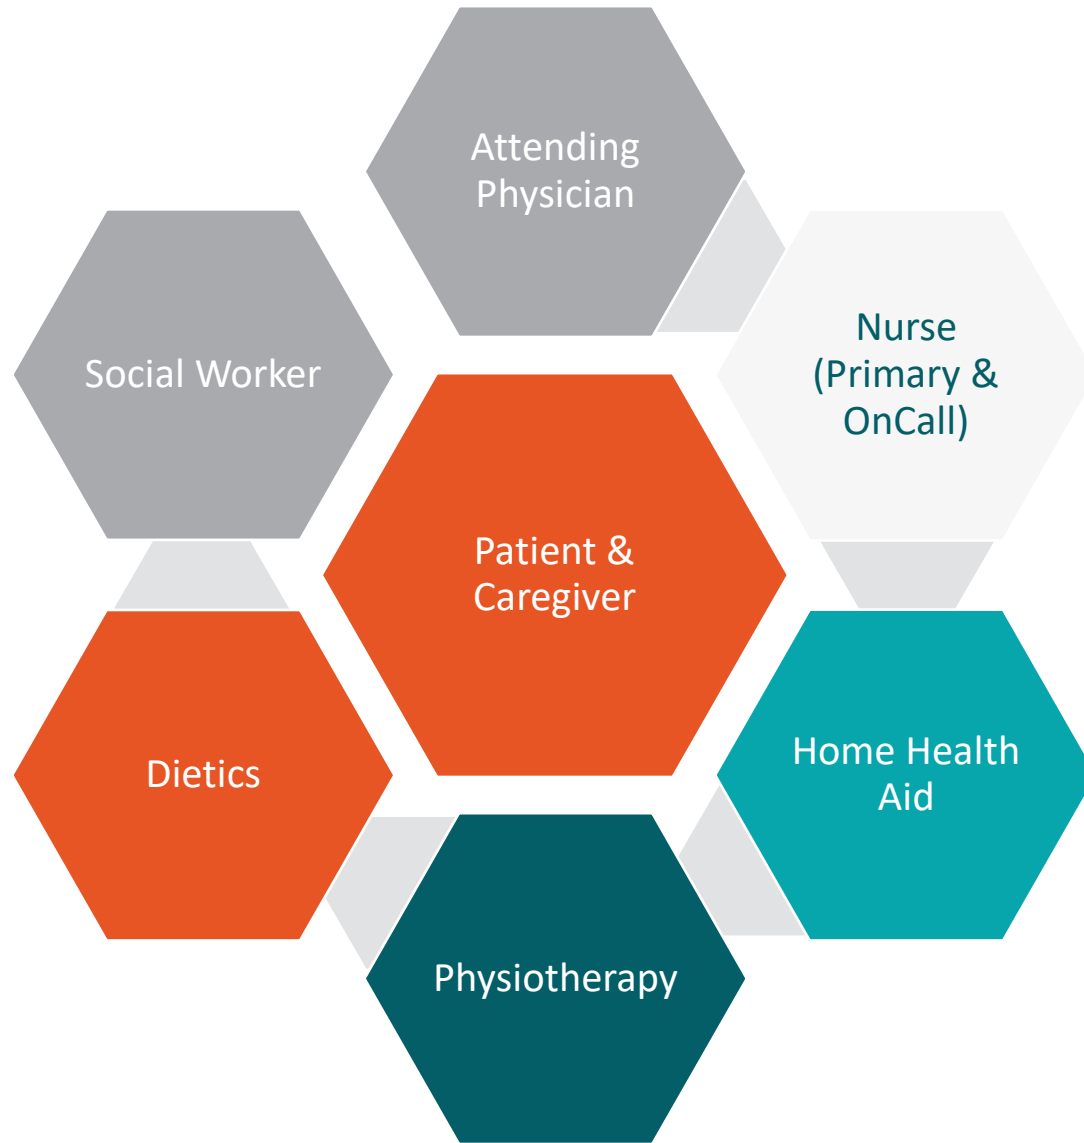 Attending
Physician
Nurse
(Primary &
OnCall)
Social Worker
Patient &
Caregiver
Home Health
Aid
Dietics
Physiotherapy